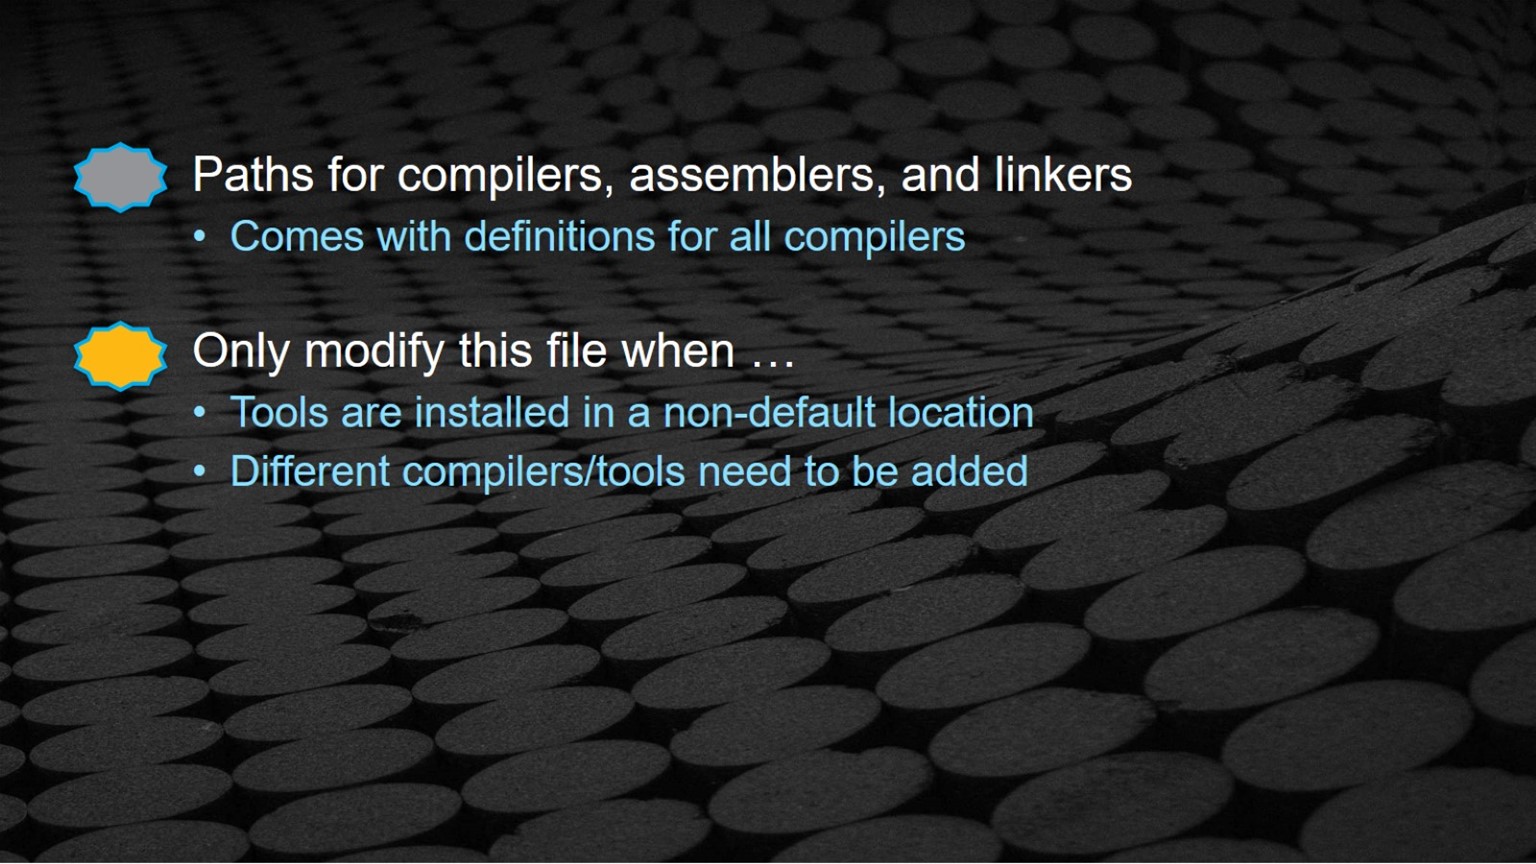 Paths for compilers, assemblers, and linkers
• Comes with definitions for all compilers
Only modify this file when …
• Tools are installed in a non-default location
• Different compilers/tools need to be added